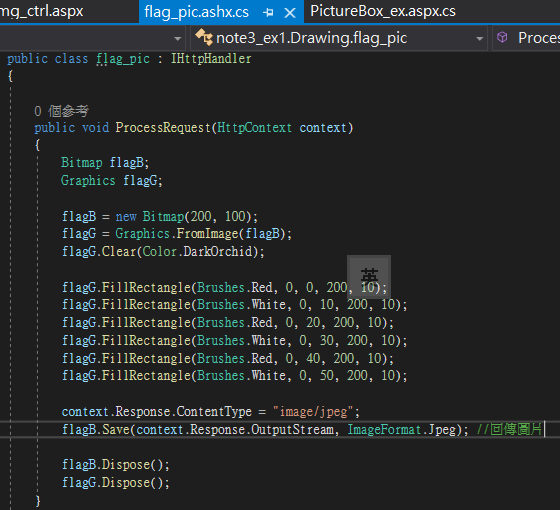 mg_ctrl.aspx
flag_pic.ashx.cs
PictureBox_ex.aspx.cs
note3_ex1.Drawing.flag_pic
Proces
public class flag_pic : IHttpHandler
{
0 個參考
public void ProcessRequest(HttpContext context)
{
Bitmap flagB;
Graphics flagG;
flagB = new Bitmap(200, 100);
flagG = Graphics.FromImage(flagB);
flagG.Clear(Color.DarkOrchid);
英
flagG.FillRectangle(Brushes.Red, 0, 0, 200, 10);
flagG.FillRectangle(Brushes.White, 0, 10, 200, 10);
flagG.FillRectangle(Brushes.Red, 0, 20, 200, 10);
flagG.FillRectangle(Brushes.White, 0, 30, 200, 10);
flagG.FillRectangle(Brushes.Red, 0, 40, 200, 10);
flagG.FillRectangle(Brushes.White, 0, 50, 200, 10);
context.Response.ContentType = "image/jpeg";
flagB.Save(context.Response.OutputStream, ImageFormat.Jpeg); //回傳圖片
flagB.Dispose();
flagG.Dispose();
}